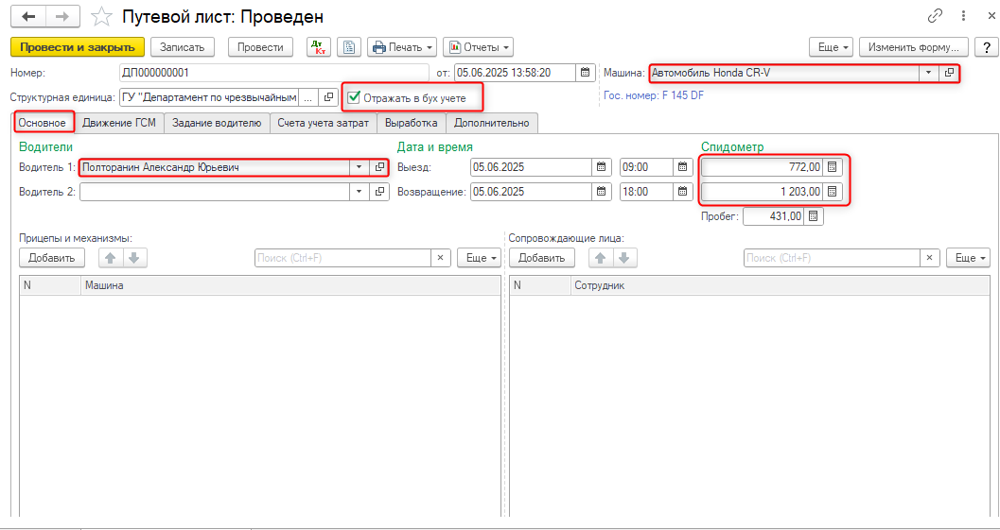 Путевой лист: Проведен
Провести и закрыть Записать Провести Дт Кт Печать Отчеты Еще Изменить форму... ?
Номер: ДП000000001 от: 05.06.2025 13:58:20 Машина: Автомобиль Honda CR-V
Структурная единица: ГУ "Департамент по чрезвычайным ... Отражать в бух учете Гос. номер: F 145 DF
Основное Движение ГСМ Задание водителю Счета учета затрат Выработка Дополнительно
Водители Дата и время Спидометр
Водитель 1: Полторанин Александр Юрьевич Выезд: 05.06.2025 09:00 772,00
Водитель 2: Возвращение: 05.06.2025 18:00 1 203,00
Пробег: 431,00
Прицепы и механизмы: Сопровождающие лица:
Добавить Поиск (Ctrl+F) × Еще Добавить Поиск (Ctrl+F) × Еще
N Машина N Сотрудник